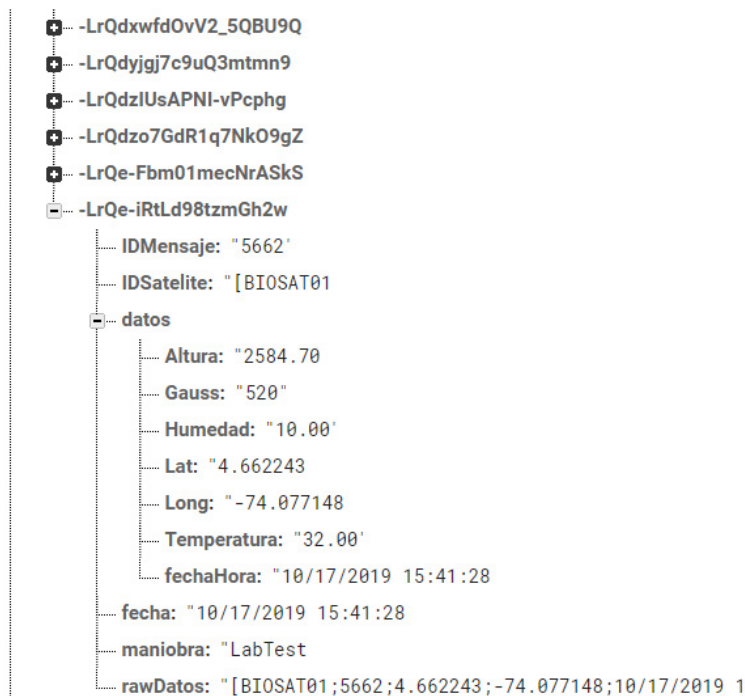 -LrQdxwfdOvV2_5QBU9Q
-LrQdyjgj7c9uQ3mtmn9
-LrQdzIUsAPNI-vPcphg
-LrQdzo7GdR1q7NkO9gZ
-LrQe-Fbm01mecNrASkS
-LrQe-iRtLd98tzmGh2w
IDMensaje: "5662'
IDSatelite: "[BIOSAT01
datos
Altura: "2584.70
Gauss: "520"
Humedad: "10.00'
Lat: "4.662243
Long: "-74.077148
Temperatura: "32.00'
fechaHora: "10/17/2019 15:41:28
fecha: "10/17/2019 15:41:28
maniobra: "LabTest
rawDatos: "[BIOSAT01;5662;4.662243;-74.077148;10/17/2019 1